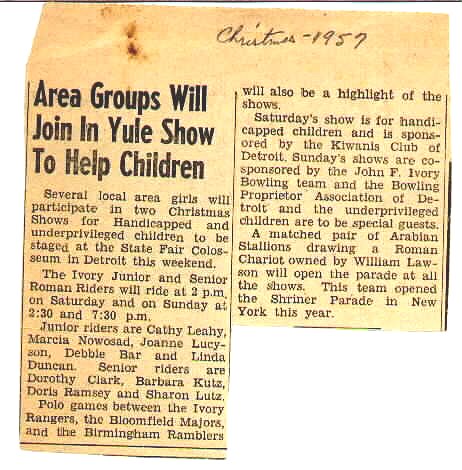 Christmas-1957
Area Groups Will
Join In Yule Show
To Help Children
Several local area girls will
participate in two Christmas
Shows for Handicapped and
underprivileged children to be
staged at the State Fair Colos-
seum in Detroit this weekend.
The Ivory Junior and Senior
Roman Riders will ride at 2 p.m.
on Saturday and on Sunday at
2:30 and 7:30 p.m.
Junior riders are Cathy Leahy,
Marcia Nowosad, Joanne Lucy-
son, Debbie Bar and Linda
Duncan. Senior riders are
Dorothy Clark, Barbara Kutz,
Doris Ramsey and Sharon Lutz.
Polo games between the Ivory
Rangers, the Bloomfield Majors,
and the Birmingham Ramblers
will also be a highlight of the
shows.
Saturday's show is for handi-
capped children and is spons-
ored by the Kiwanis Club of
Detroit. Sunday's shows are co-
sponsored by the John F. Ivory
Bowling team and the Bowling
Proprietor Association of De-
troit and the underprivileged
children are to be special guests.
A matched pair of Arabian
Stallions drawing a Roman
Chariot owned by William Law-
son will open the parade at all
the shows. This team opened
the Shriner Parade in New
York this year.